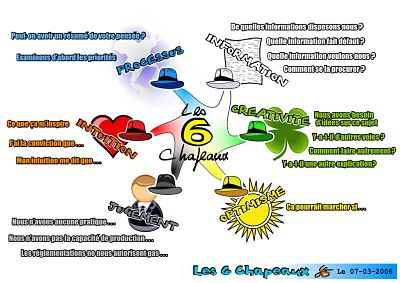 Peut-on avoir un résumé de votre pensée ?
Examinons d'abord les priorités
PROCESSUS
De quelles informations disposons nous ?
Quelle information fait défaut ?
Quelle information voulons nous ?
Comment se la procurer ?
INFORMATION
Ce que ça m'inspire
J'ai la conviction que ...
Mon intuition me dit que ...
INTUITION
Les
6
Chapeaux
CREATIVITE
Nous avons besoin
d'idées sur ce sujet
Y-a-t-il d'autres voies ?
Comment faire autrement ?
Y-a-t-il une autre explication?
JUGEMENT
Nous n'avons aucune pratique ...
Nous n'avons pas la capacité de production ...
Les réglementations ne nous autorisent pas ...
OPTIMISME
Ca pourrait marcher si ...
Les 6 Chapeaux
Le 07-03-2006